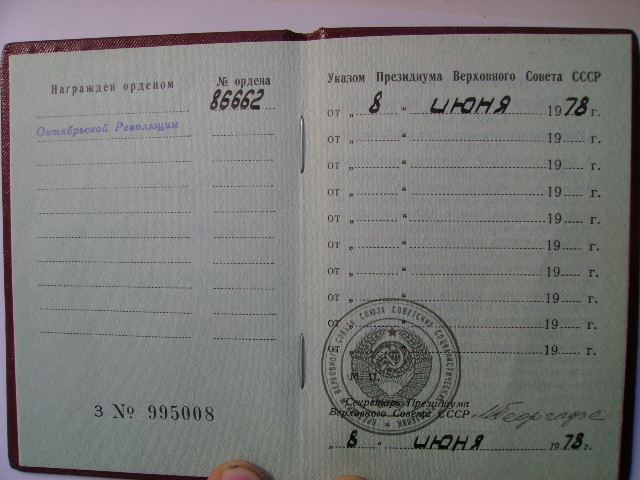 Награжден орденом
№ ордена
86662
Октябрьской Революции
З № 995008
Указом Президиума Верховного Совета СССР
от „ 8 “ июня 1978 г.
от „ “ 19 г.
от „ “ 19 г.
от „ “ 19 г.
от „ “ 19 г.
от „ “ 19 г.
от „ “ 19 г.
от „ “ 19 г.
от „ “ 19 г.
от „ “ 19 г.
М. П.
Секретарь Президиума
Верховного Совета СССР
„ 8 “ июня 1978 г.